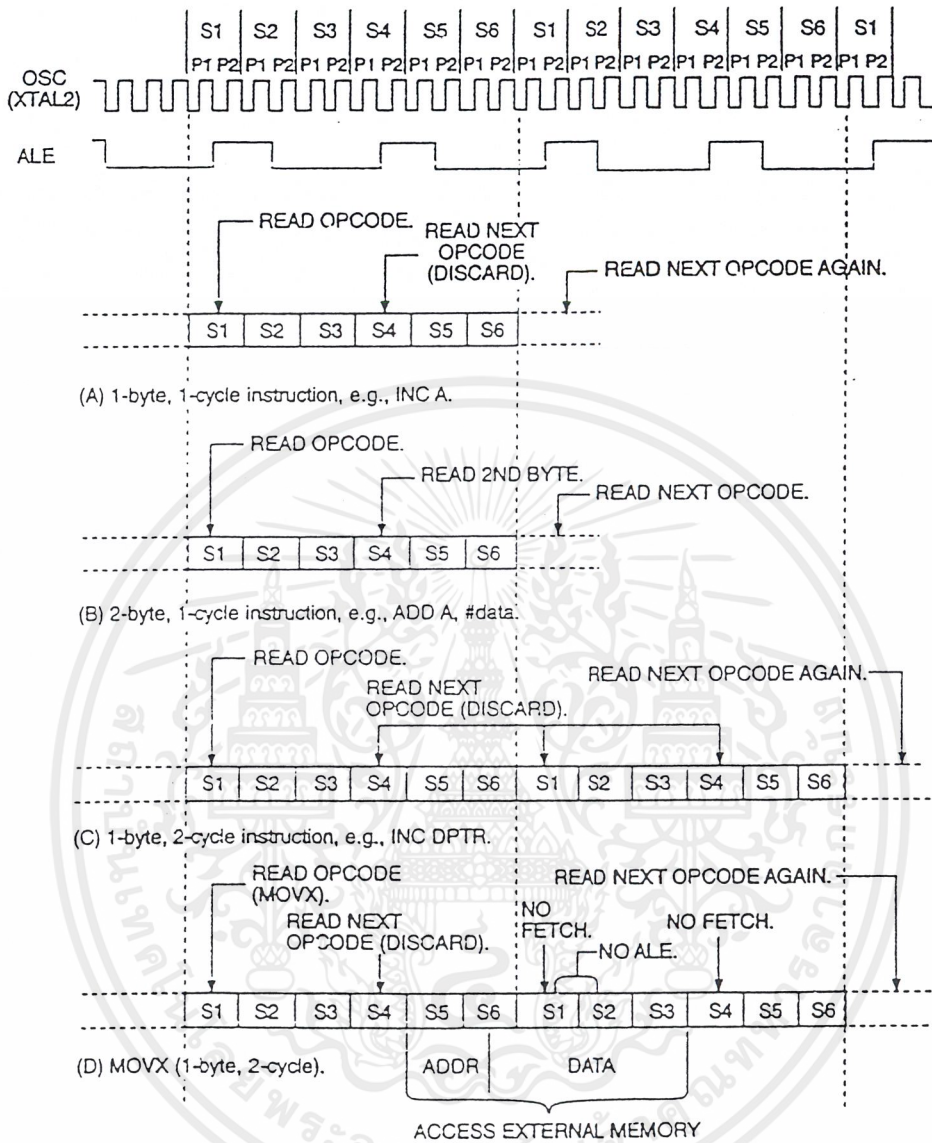 S1 S2 S3 S4 S5 S6 S1 S2 S3 S4 S5 S6 S1
P1 P2 P1 P2 P1 P2 P1 P2 P1 P2 P1 P2 P1 P2 P1 P2 P1 P2 P1 P2 P1 P2 P1 P2 P1 P2
OSC
(XTAL2)
ALE
READ OPCODE.
READ NEXT
OPCODE
(DISCARD).
READ NEXT OPCODE AGAIN.
S1 S2 S3 S4 S5 S6
(A) 1-byte, 1-cycle instruction, e.g., INC A.
READ OPCODE.
READ 2ND BYTE.
READ NEXT OPCODE.
S1 S2 S3 S4 S5 S6
(B) 2-byte, 1-cycle instruction, e.g., ADD A, #data.
READ OPCODE.
READ NEXT
OPCODE (DISCARD).
READ NEXT OPCODE AGAIN.
S1 S2 S3 S4 S5 S6 S1 S2 S3 S4 S5 S6
(C) 1-byte, 2-cycle instruction, e.g., INC DPTR.
READ OPCODE
(MOVX).
READ NEXT
OPCODE (DISCARD).
NO
FETCH.
NO ALE.
NO FETCH.
READ NEXT OPCODE AGAIN.
S1 S2 S3 S4 S5 S6 S1 S2 S3 S4 S5 S6
(D) MOVX (1-byte, 2-cycle).
ADDR DATA
ACCESS EXTERNAL MEMORY